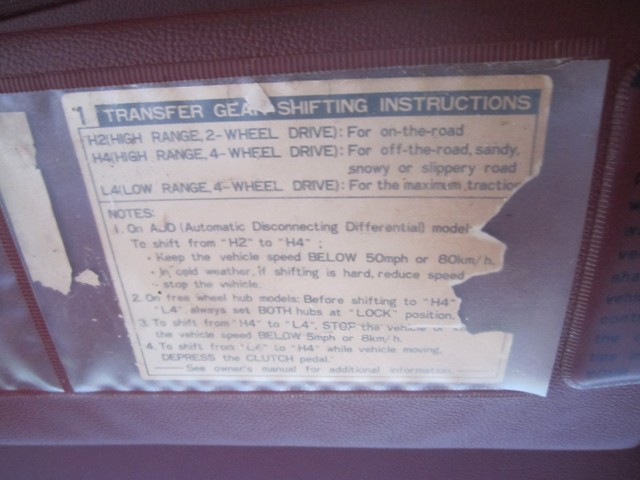 1 TRANSFER GEAR SHIFTING INSTRUCTIONS
H2(HIGH RANGE, 2-WHEEL DRIVE): For on-the-road
H4(HIGH RANGE, 4-WHEEL DRIVE): For off-the-road, sandy,
snowy or slippery road
L4(LOW RANGE, 4-WHEEL DRIVE): For the maximum tractio
NOTES:
1. On A.D.D (Automatic Disconnecting Differential) model
To shift from "H2" to "H4" ;
• Keep the vehicle speed BELOW 50mph or 80km/h.
• In cold weather, if shifting is hard, reduce speed
stop the vehicle.
2. On free wheel hub models: Before shifting to "H4"
"L4" always set BOTH hubs at "LOCK" position.
3. To shift from "H4" to "L4", STOP the vehicle or
the vehicle speed BELOW 5mph or 8km/h.
4. To shift from "L4" to "H4" while vehicle moving,
DEPRESS the CLUTCH pedal.
See owner's manual for additional information.